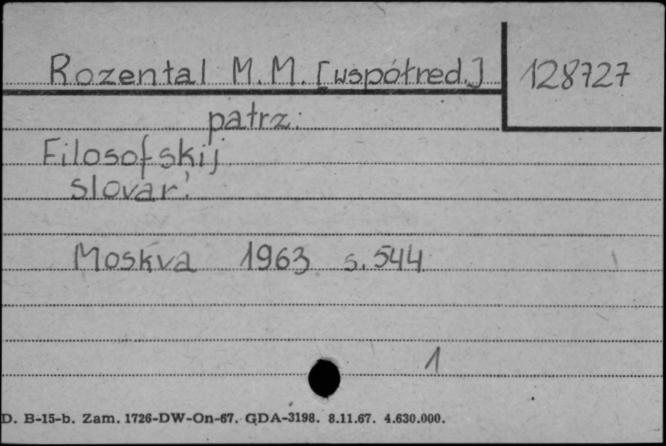 Rozental M.M. [współred.] 128727
patrz:
Filosofskij
slovar'.
Moskva 1963 s. 544
1
D. B-15-b. Zam. 1726-DW-On-67. GDA-3198. 8.11.67. 4.630.000.